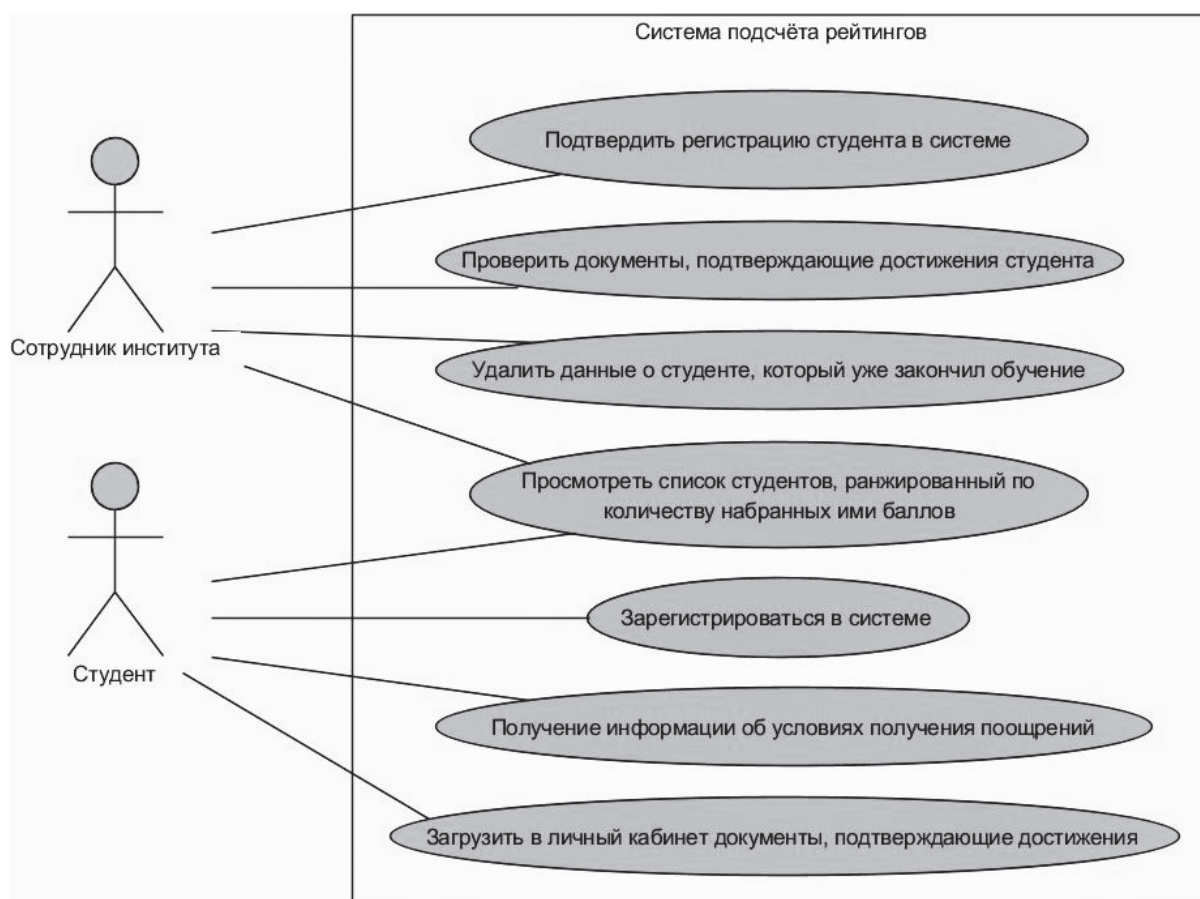 Система подсчёта рейтингов
Подтвердить регистрацию студента в системе
Проверить документы, подтверждающие достижения студента
Сотрудник института
Удалить данные о студенте, который уже закончил обучение
Просмотреть список студентов, ранжированный по
количеству набранных ими баллов
Зарегистрироваться в системе
Студент
Получение информации об условиях получения поощрений
Загрузить в личный кабинет документы, подтверждающие достижения